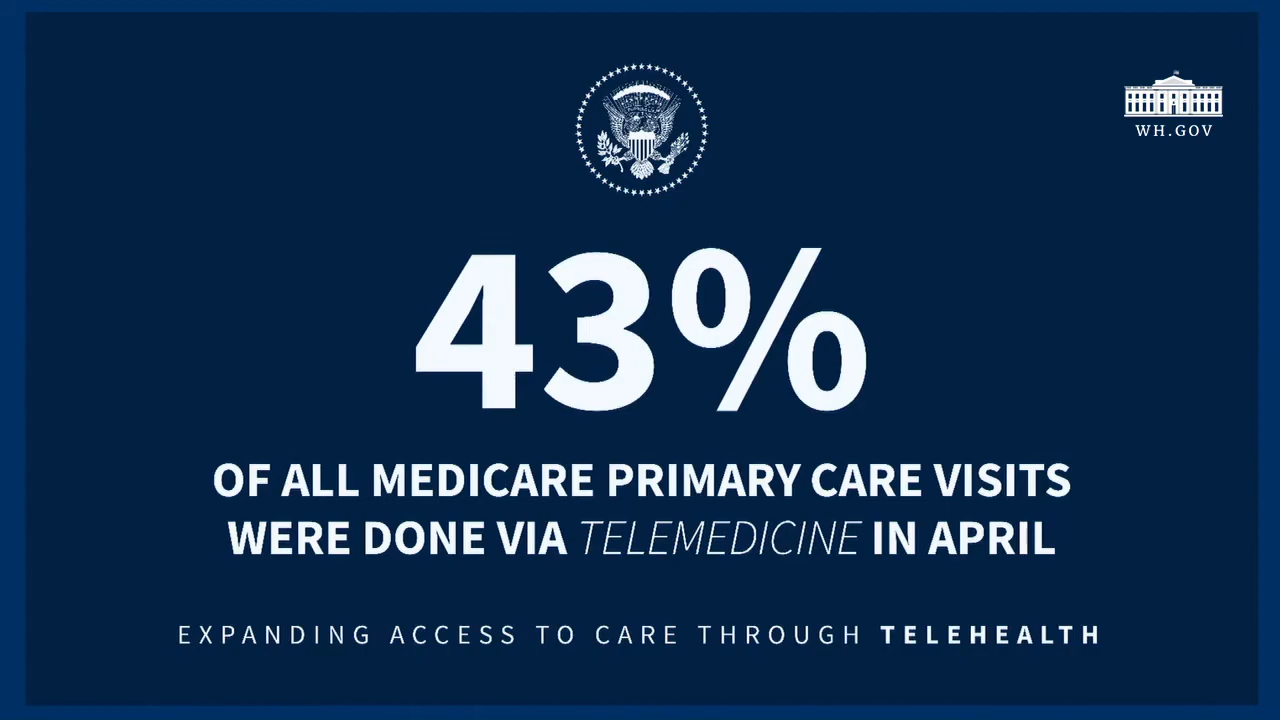 WH.GOV
43%
OF ALL MEDICARE PRIMARY CARE VISITS
WERE DONE VIA TELEMEDICINE IN APRIL
EXPANDING ACCESS TO CARE THROUGH TELEHEALTH